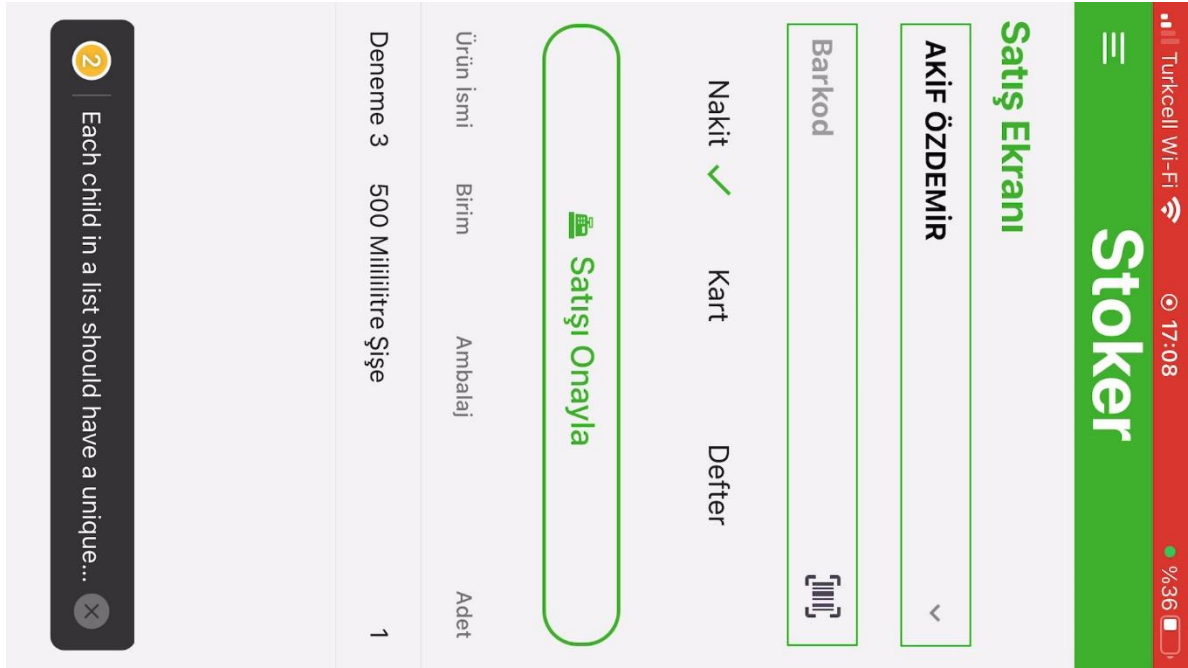 Turkcell Wi-Fi 17:08 %36
Stoker
Satış Ekranı
AKİF ÖZDEMİR
Barkod
Nakit Kart Defter
Satışı Onayla
Ürün İsmi Birim Ambalaj Adet
Deneme 3 500 Mililitre Şişe 1
2 Each child in a list should have a unique...